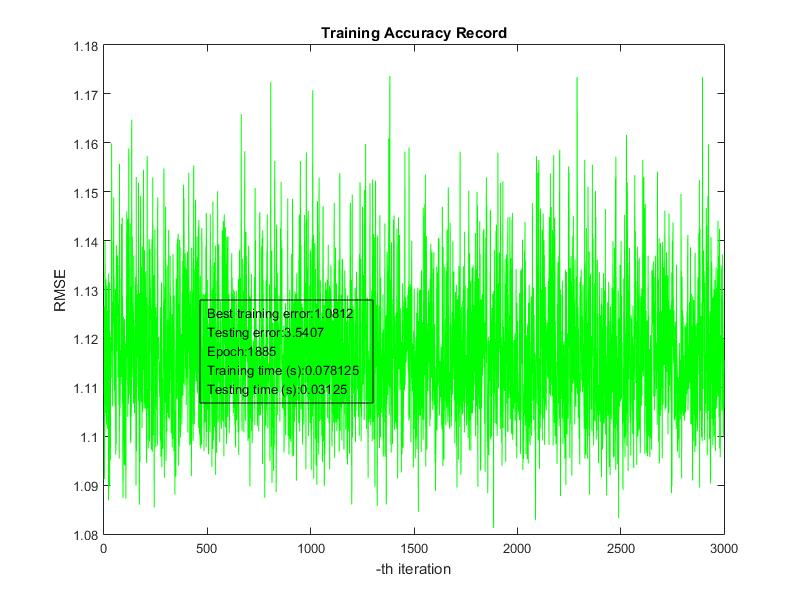 Training Accuracy Record
1.18
1.17
1.16
1.15
1.14
1.13
1.12
1.11
1.1
1.09
1.08
RMSE
Best training error:1.0812
Testing error:3.5407
Epoch:1885
Training time (s):0.078125
Testing time (s):0.03125
0 500 1000 1500 2000 2500 3000
-th iteration